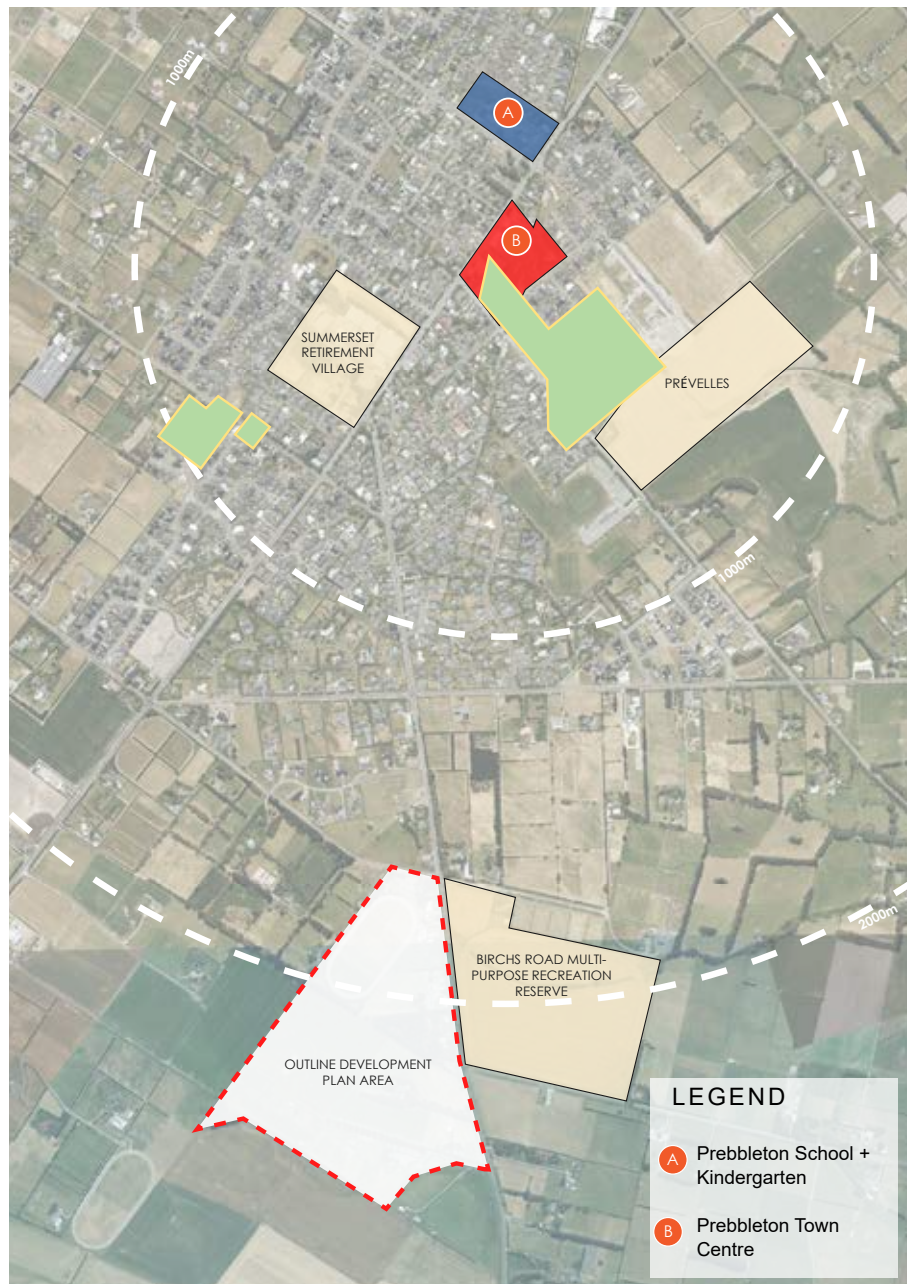 1000m
A
B
SUMMERSET
RETIREMENT
VILLAGE
PRÉVELLES
1000m
2000m
BIRCHS ROAD MULTI-
PURPOSE RECREATION
RESERVE
OUTLINE DEVELOPMENT
PLAN AREA
LEGEND
A Prebbleton School +
Kindergarten
B Prebbleton Town
Centre